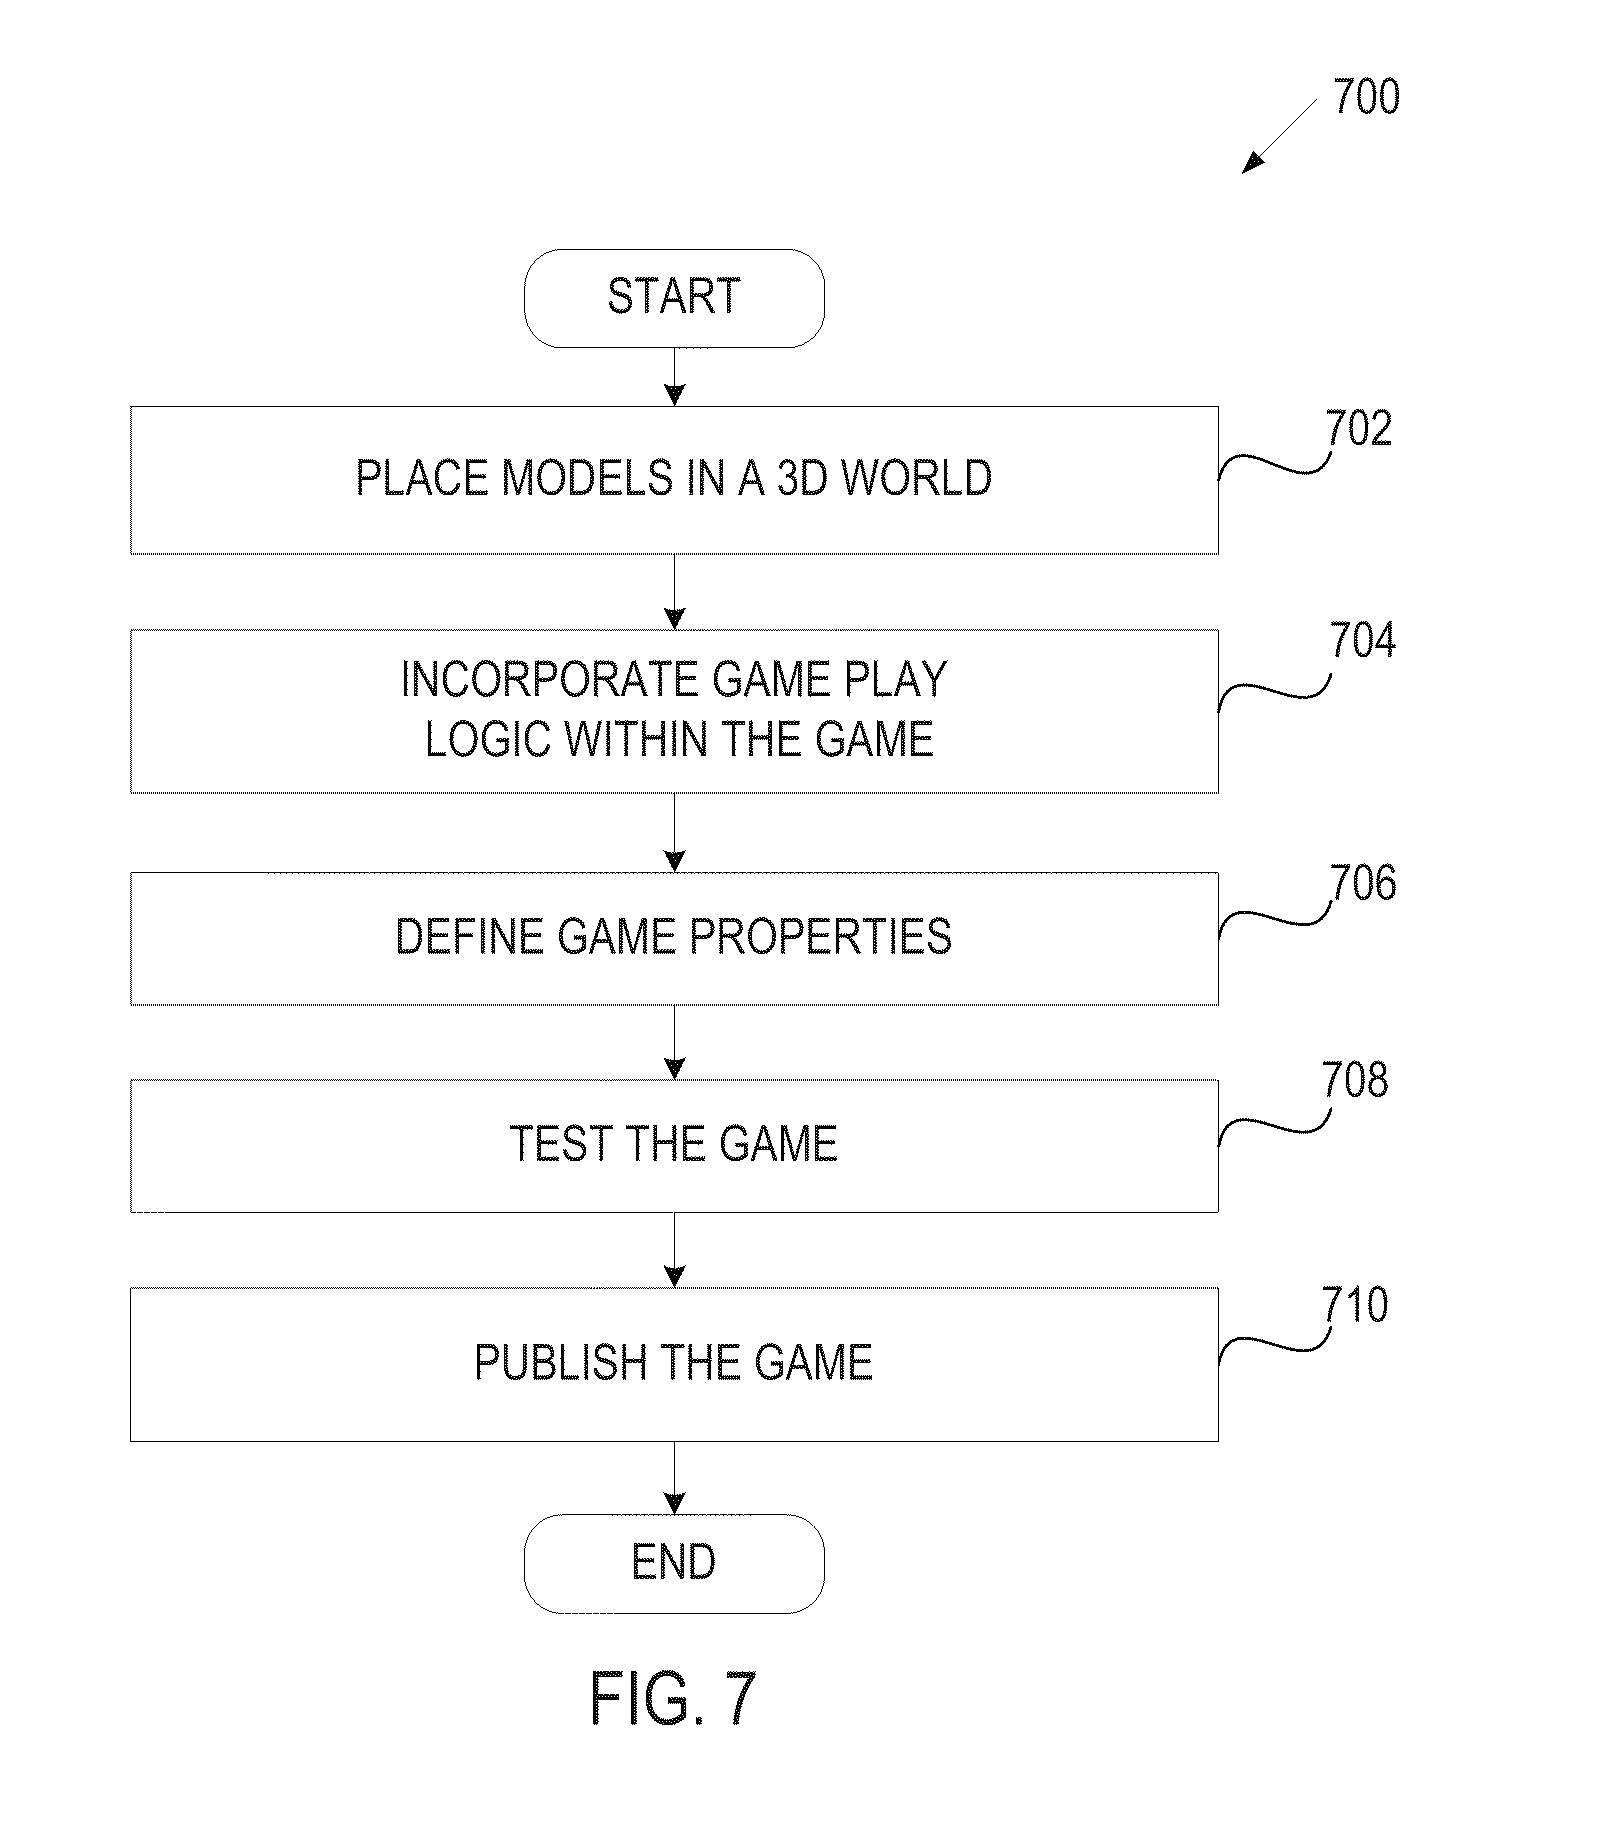 700
START
702
PLACE MODELS IN A 3D WORLD
704
INCORPORATE GAME PLAY
LOGIC WITHIN THE GAME
706
DEFINE GAME PROPERTIES
708
TEST THE GAME
710
PUBLISH THE GAME
END
FIG. 7